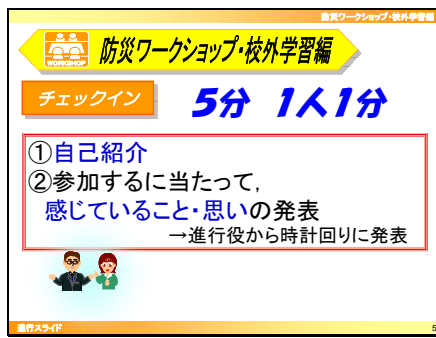 防災ワークショップ・校外学習編
WORKSHOP
防災ワークショップ・校外学習編
チェックイン
5分 1人1分
①自己紹介
②参加するに当たって,
感じていること・思いの発表
→進行役から時計回りに発表
進行スライド
5